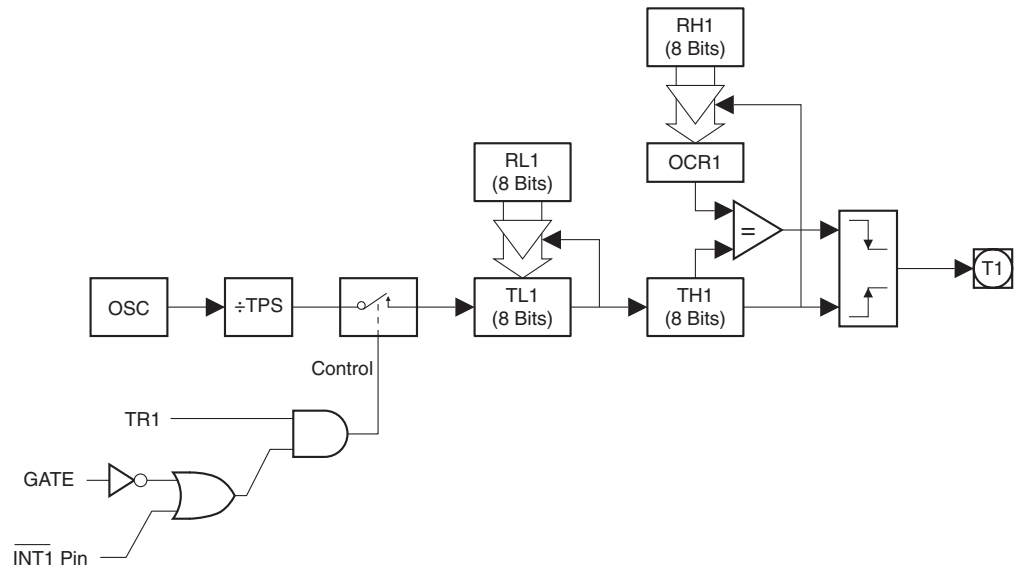 RH1
(8 Bits)
RL1
(8 Bits)
OCR1
=
OSC
÷TPS
TL1
(8 Bits)
TH1
(8 Bits)
T1
Control
TR1
GATE
I̅N̅T̅1̅ Pin